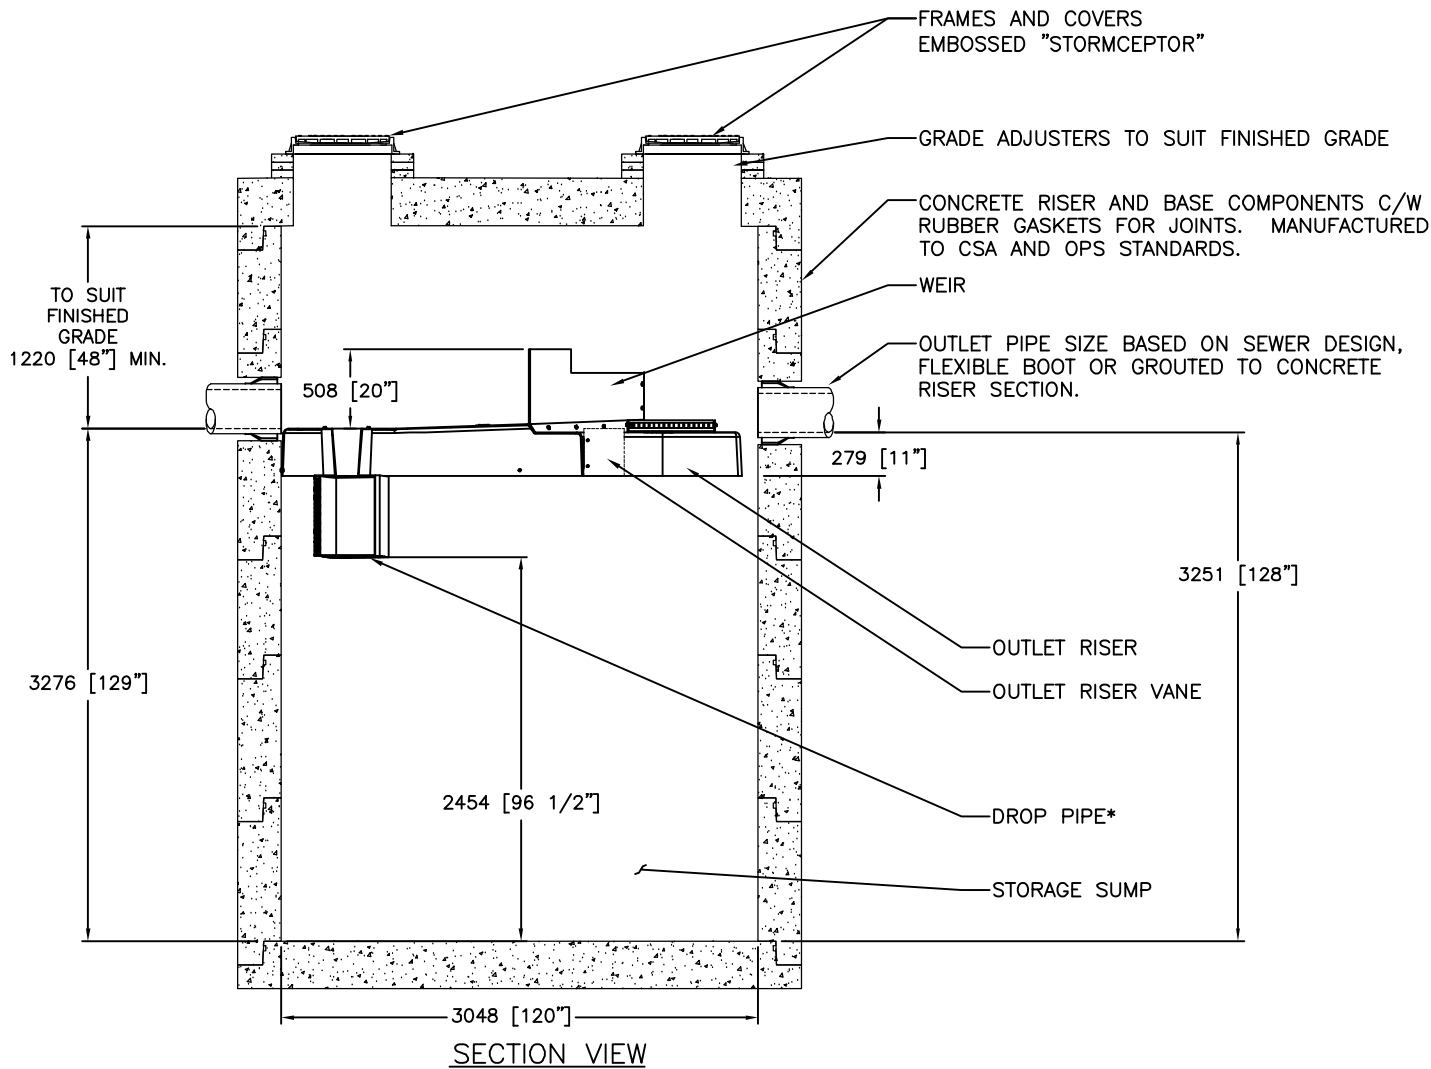 FRAMES AND COVERS
EMBOSSED "STORMCEPTOR"
GRADE ADJUSTERS TO SUIT FINISHED GRADE
CONCRETE RISER AND BASE COMPONENTS C/W
RUBBER GASKETS FOR JOINTS. MANUFACTURED
TO CSA AND OPS STANDARDS.
WEIR
TO SUIT
FINISHED
GRADE
1220 [48"] MIN.
OUTLET PIPE SIZE BASED ON SEWER DESIGN,
FLEXIBLE BOOT OR GROUTED TO CONCRETE
RISER SECTION.
508 [20"]
279 [11"]
3251 [128"]
OUTLET RISER
OUTLET RISER VANE
3276 [129"]
2454 [96 1/2"]
DROP PIPE*
STORAGE SUMP
3048 [120"]
SECTION VIEW